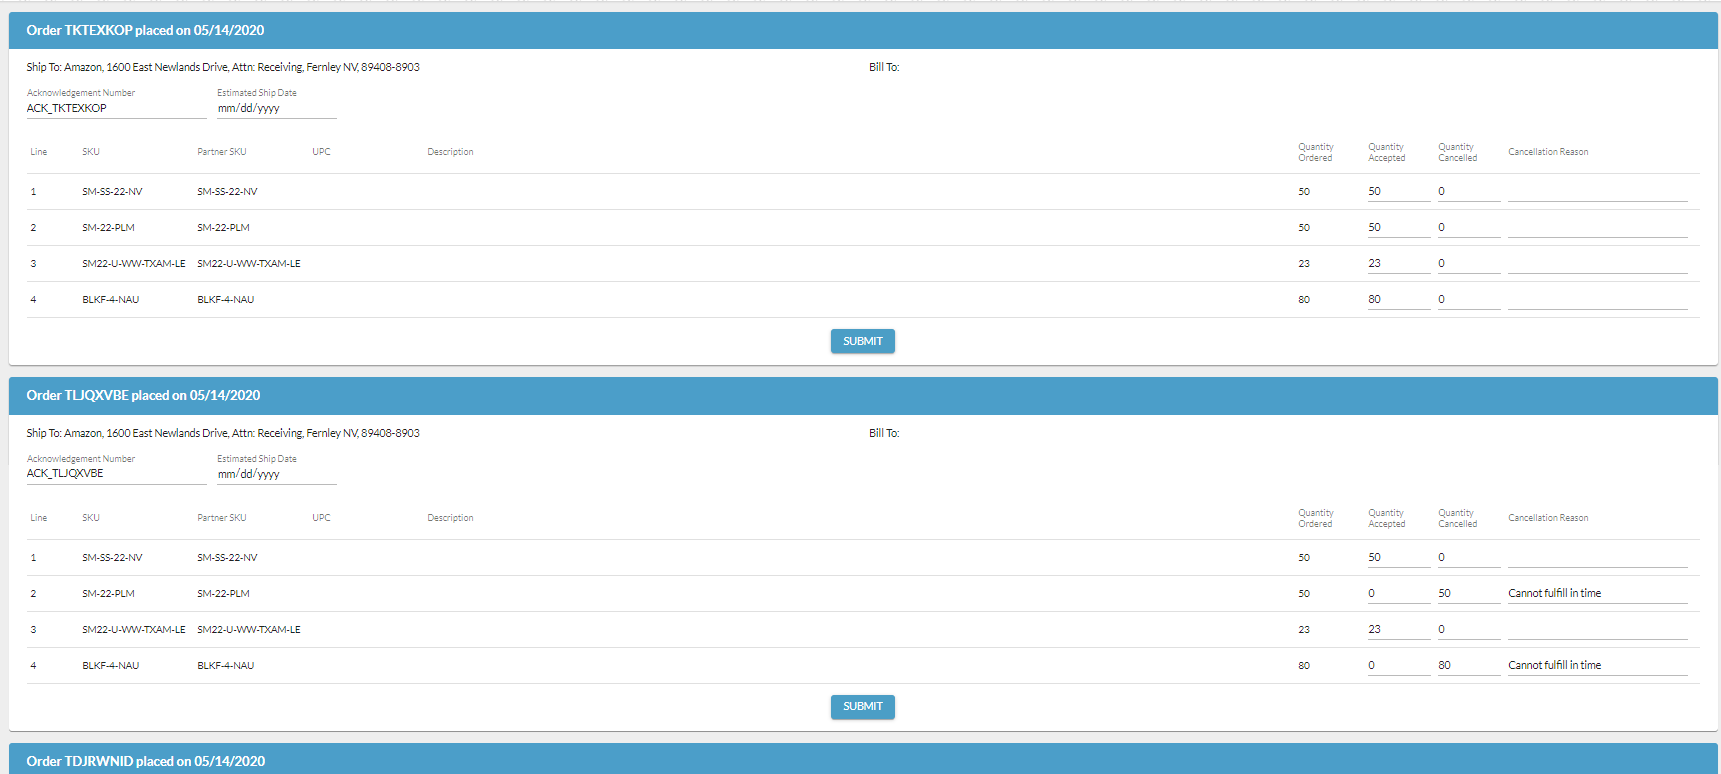 Order TKTEXKOP placed on 05/14/2020
Ship To: Amazon, 1600 East Newlands Drive, Attn: Receiving, Fernley NV, 89408-8903 Bill To:
Acknowledgement Number Estimated Ship Date
ACK_TKTEXKOP mm/dd/yyyy
Line SKU Partner SKU UPC Description Quantity Ordered Quantity Accepted Quantity Cancelled Cancellation Reason
1 SM-SS-22-NV SM-SS-22-NV 50 50 0
2 SM-22-PLM SM-22-PLM 50 50 0
3 SM22-U-WW-TXAM-LE SM22-U-WW-TXAM-LE 23 23 0
4 BLKF-4-NAU BLKF-4-NAU 80 80 0
SUBMIT
Order TLJQXVBE placed on 05/14/2020
Ship To: Amazon, 1600 East Newlands Drive, Attn: Receiving, Fernley NV, 89408-8903 Bill To:
Acknowledgement Number Estimated Ship Date
ACK_TLJQXVBE mm/dd/yyyy
Line SKU Partner SKU UPC Description Quantity Ordered Quantity Accepted Quantity Cancelled Cancellation Reason
1 SM-SS-22-NV SM-SS-22-NV 50 50 0
2 SM-22-PLM SM-22-PLM 50 0 50 Cannot fulfill in time
3 SM22-U-WW-TXAM-LE SM22-U-WW-TXAM-LE 23 23 0
4 BLKF-4-NAU BLKF-4-NAU 80 0 80 Cannot fulfill in time
SUBMIT
Order TDJRWNID placed on 05/14/2020